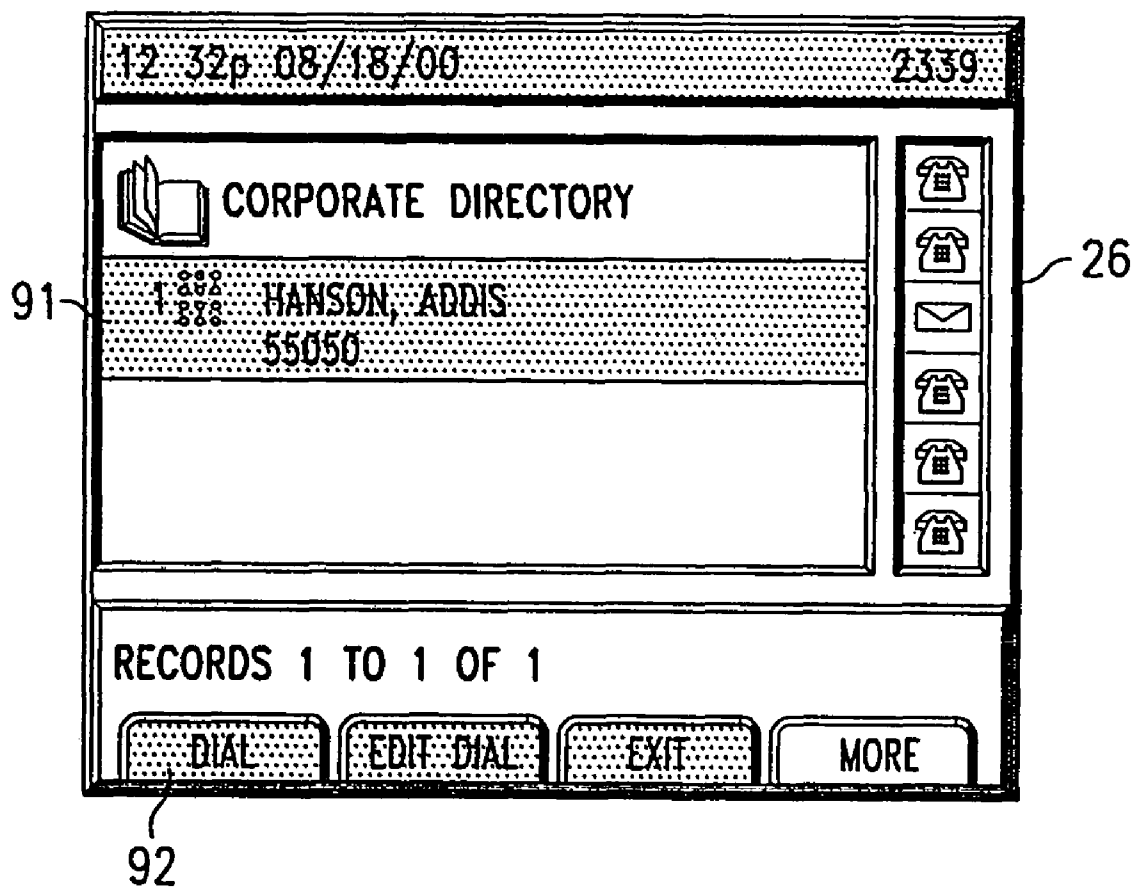 12 32p 08/18/00 2339
CORPORATE DIRECTORY
26
91
1 HANSON, ADDIS
55050
RECORDS 1 TO 1 OF 1
DIAL EDIT DIAL EXIT MORE
92